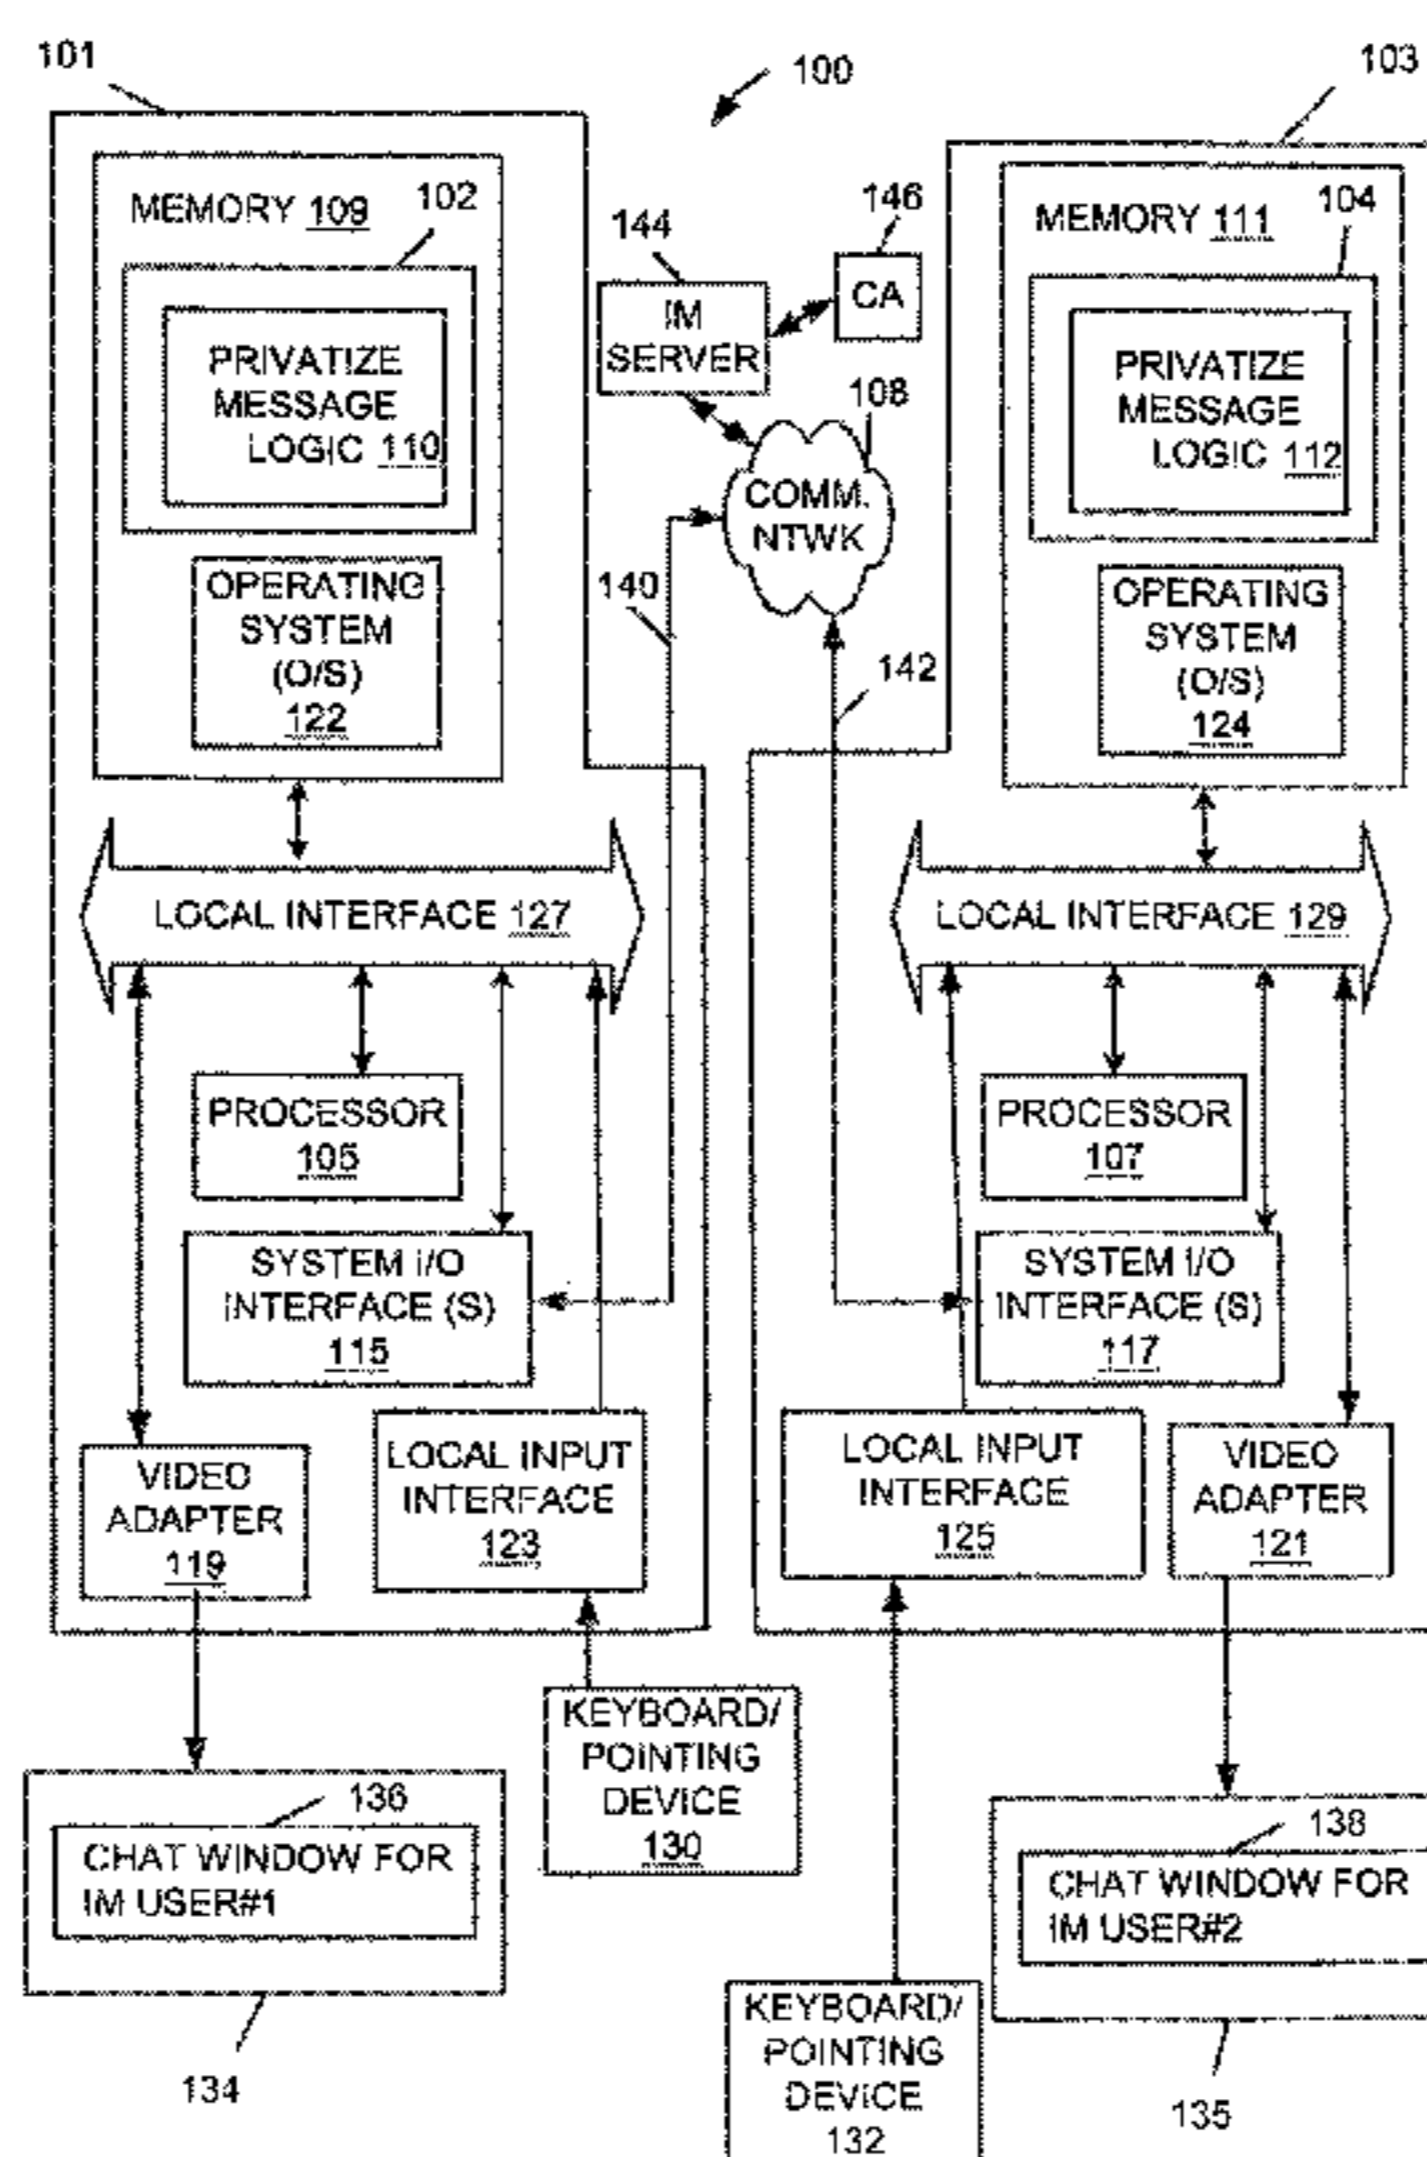 101
100
103
MEMORY 109
102
144
146
MEMORY 111
104
IM
SERVER
CA
PRIVATIZE
MESSAGE
LOGIC 110
108
PRIVATIZE
MESSAGE
LOGIC 112
COMM.
NTWK
OPERATING
SYSTEM
(O/S)
122
140
142
OPERATING
SYSTEM
(O/S)
124
LOCAL INTERFACE 127
LOCAL INTERFACE 129
PROCESSOR
105
PROCESSOR
107
SYSTEM I/O
INTERFACE (S)
115
SYSTEM I/O
INTERFACE (S)
117
VIDEO
ADAPTER
119
LOCAL INPUT
INTERFACE
123
LOCAL INPUT
INTERFACE
125
VIDEO
ADAPTER
121
KEYBOARD/
POINTING
DEVICE
130
136
CHAT WINDOW FOR
IM USER#1
138
CHAT WINDOW FOR
IM USER#2
134
KEYBOARD/
POINTING
DEVICE
132
135